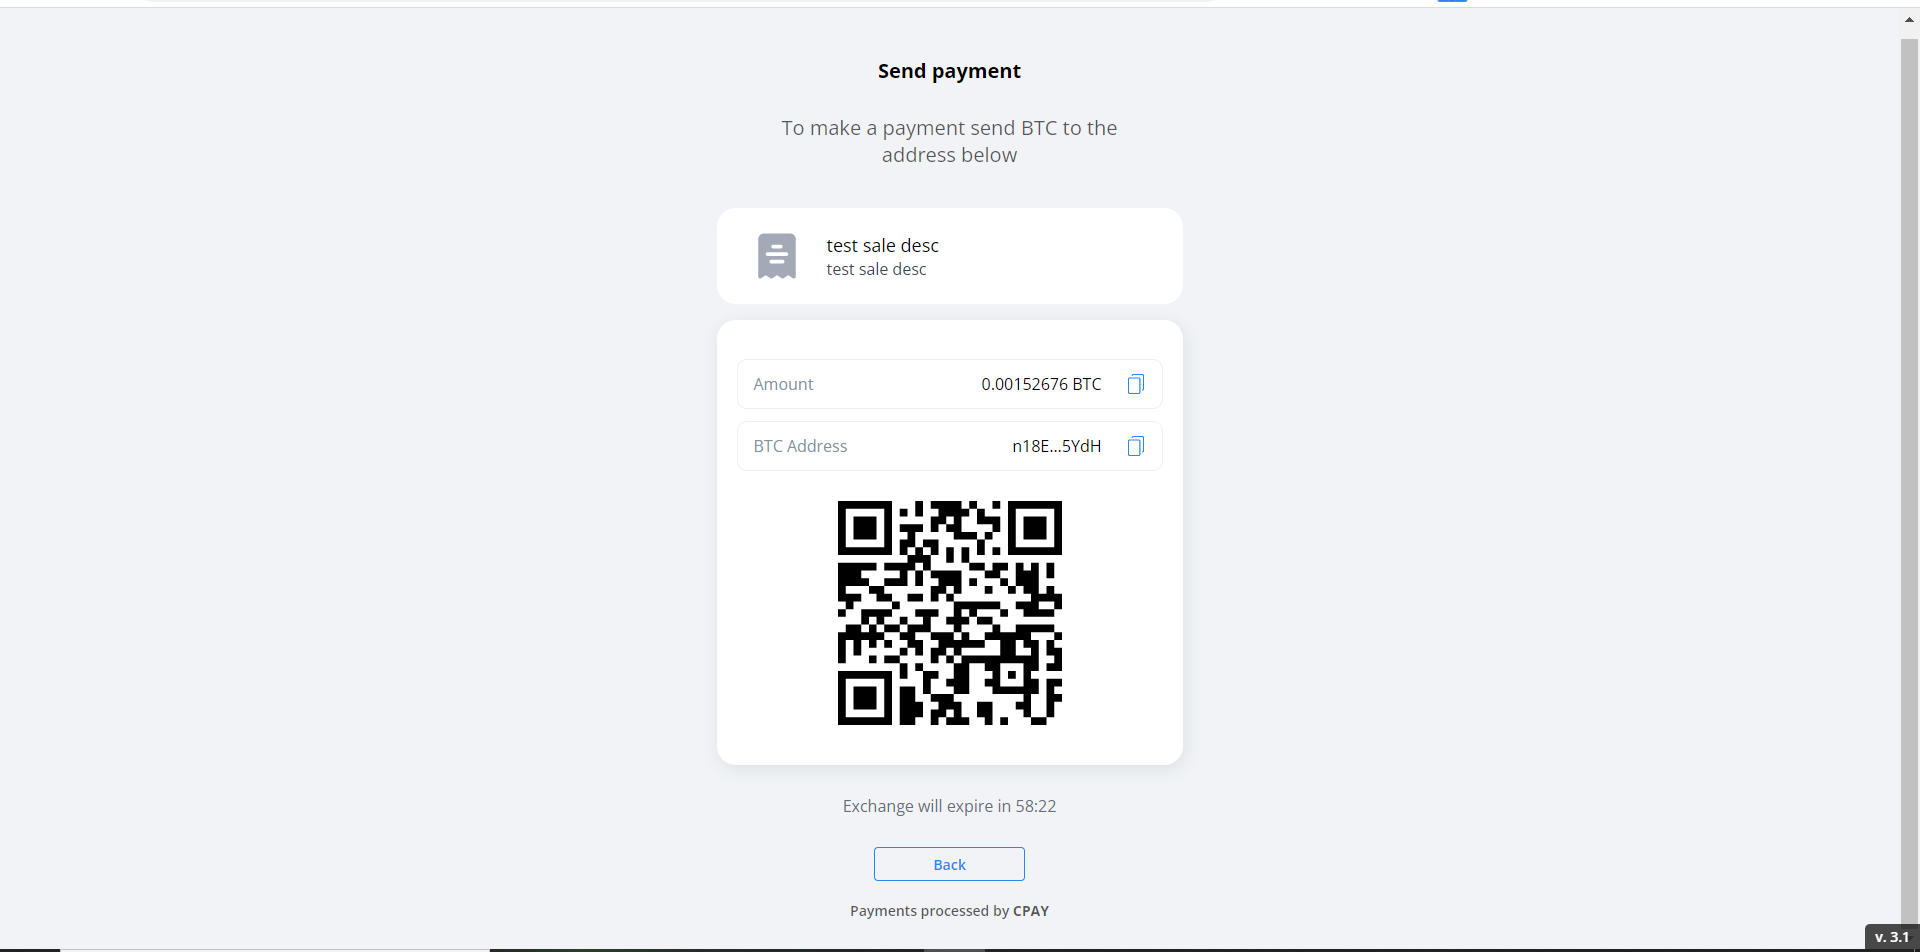 Send payment
To make a payment send BTC to the
address below
test sale desc
test sale desc
Amount 0.00152676 BTC
BTC Address n18E...5YdH
Exchange will expire in 58:22
Back
Payments processed by CPAY
v. 3.1